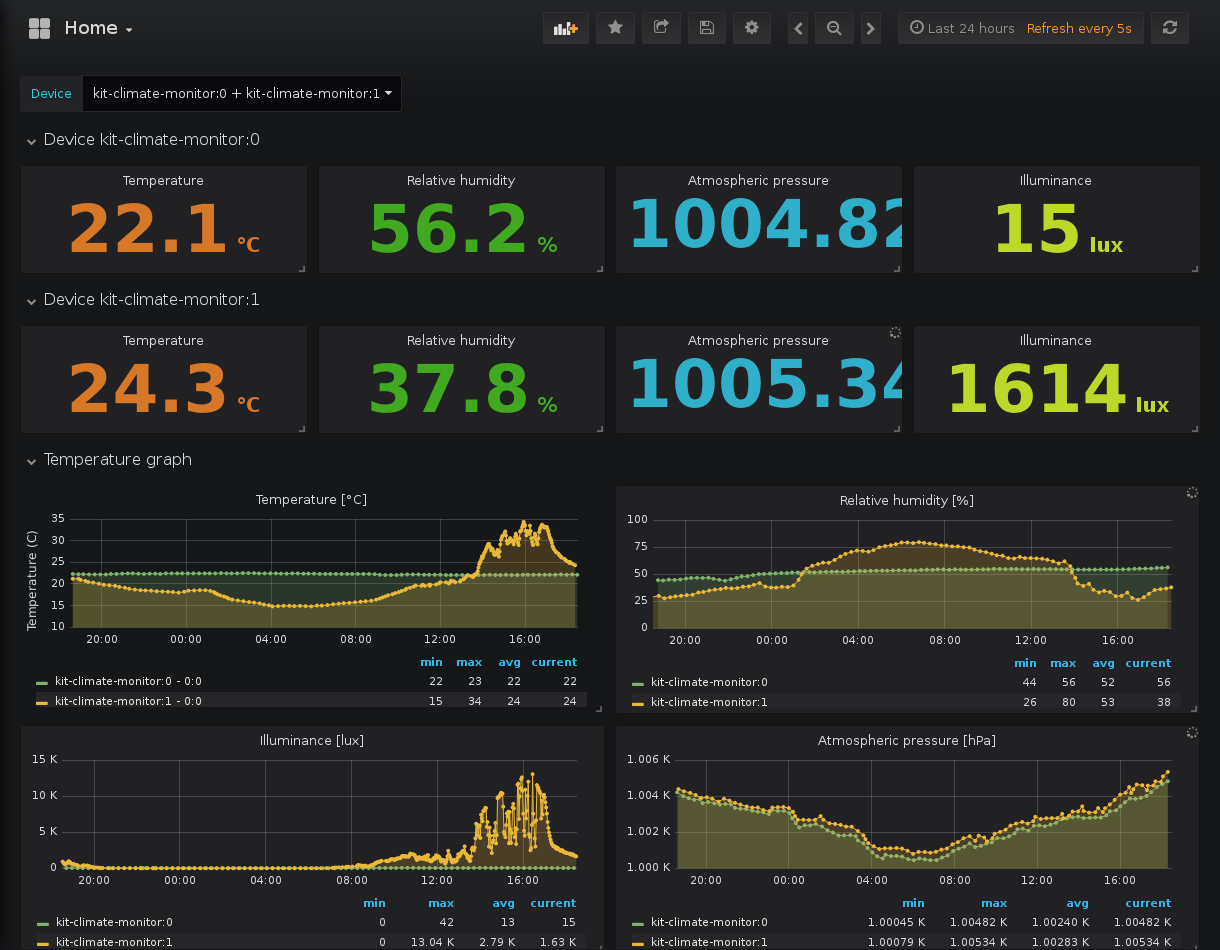 Home
Last 24 hours Refresh every 5s
Device kit-climate-monitor:0 + kit-climate-monitor:1
Device kit-climate-monitor:0
Temperature Relative humidity Atmospheric pressure Illuminance
22.1 °C 56.2 % 1004.82 15 lux
Device kit-climate-monitor:1
Temperature Relative humidity Atmospheric pressure Illuminance
24.3 °C 37.8 % 1005.34 1614 lux
Temperature graph
Temperature [°C]
Temperature (C)
35
30
25
20
15
10
20:00 00:00 04:00 08:00 12:00 16:00
min max avg current
kit-climate-monitor:0 - 0:0 22 23 22 22
kit-climate-monitor:1 - 0:0 15 34 24 24
Relative humidity [%]
100
75
50
25
0
20:00 00:00 04:00 08:00 12:00 16:00
min max avg current
kit-climate-monitor:0 44 56 52 56
kit-climate-monitor:1 26 80 53 38
Illuminance [lux]
15 K
10 K
5 K
0
20:00 00:00 04:00 08:00 12:00 16:00
min max avg current
kit-climate-monitor:0 0 42 13 15
kit-climate-monitor:1 0 13.04 K 2.79 K 1.63 K
Atmospheric pressure [hPa]
1.006 K
1.004 K
1.002 K
1.000 K
20:00 00:00 04:00 08:00 12:00 16:00
min max avg current
kit-climate-monitor:0 1.00045 K 1.00482 K 1.00240 K 1.00482 K
kit-climate-monitor:1 1.00079 K 1.00534 K 1.00283 K 1.00534 K